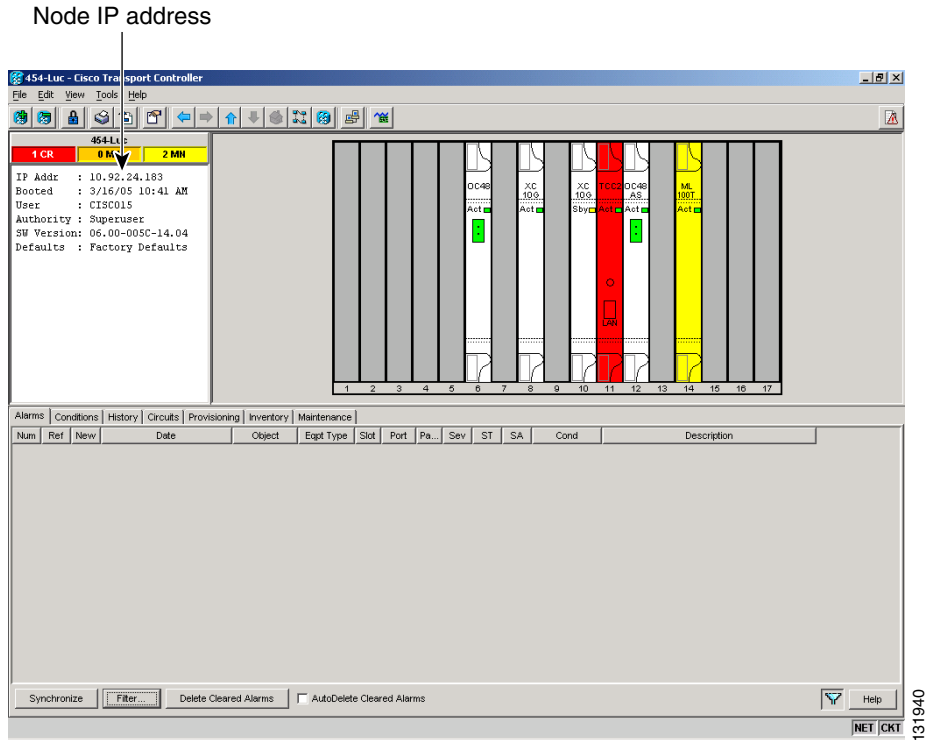 Node IP address
454-Luc - Cisco Transport Controller
File Edit View Tools Help
454-Luc
1 CR 0 MJ 2 MN
IP Addr : 10.92.24.183
Booted : 3/16/05 10:41 AM
User : CISCO15
Authority : Superuser
SW Version: 06.00-005C-14.04
Defaults : Factory Defaults
OC48 XC 10G XC 10G TCC2 OC48 AS ML 100T
Act Act Sby Act Act Act
LAN
1 2 3 4 5 6 7 8 9 10 11 12 13 14 15 16 17
Alarms Conditions History Circuits Provisioning Inventory Maintenance
Num Ref New Date Object Eqpt Type Slot Port Pa... Sev ST SA Cond Description
Synchronize Filter... Delete Cleared Alarms AutoDelete Cleared Alarms Help
NET CKT
131940